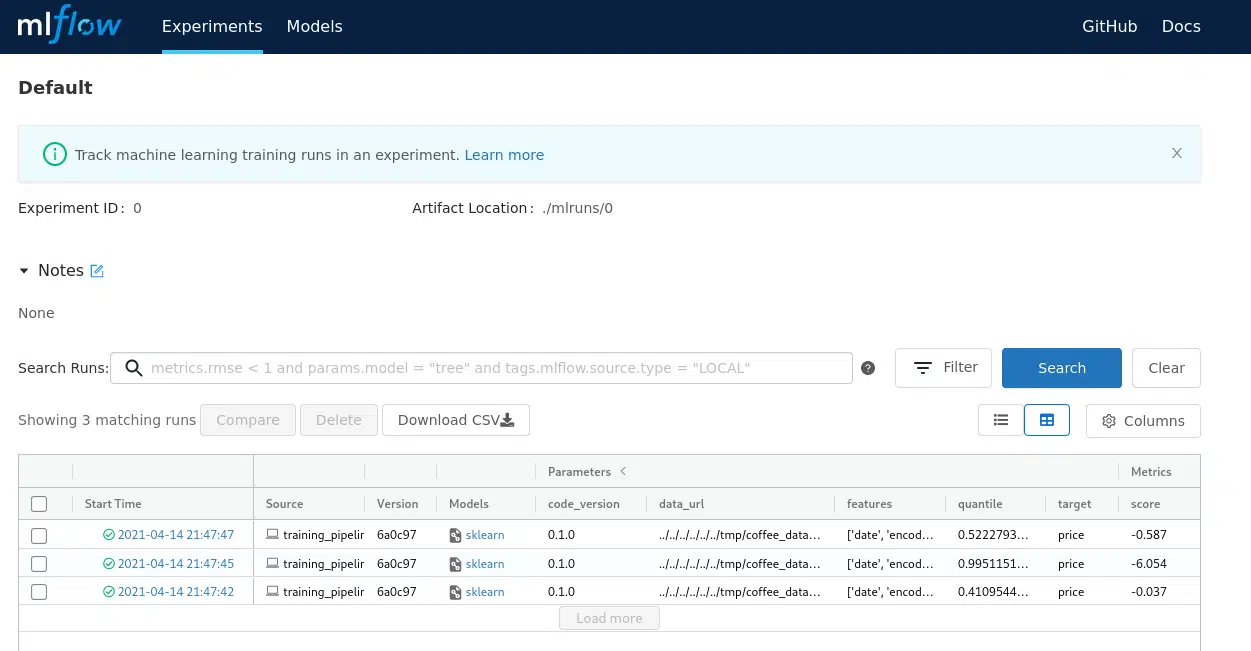 mlflow Experiments Models GitHub Docs
Default
Track machine learning training runs in an experiment. Learn more
Experiment ID: 0 Artifact Location: ./mlruns/0
Notes
None
Search Runs: metrics.rmse < 1 and params.model = "tree" and tags.mlflow.source.type = "LOCAL" ? Filter Search Clear
Showing 3 matching runs Compare Delete Download CSV Columns
Parameters < Metrics
Start Time Source Version Models code_version data_url features quantile target score
2021-04-14 21:47:47 training_pipelin 6a0c97 sklearn 0.1.0 ../../../../../../tmp/coffee_data... ['date', 'encod... 0.5222793... price -0.587
2021-04-14 21:47:45 training_pipelin 6a0c97 sklearn 0.1.0 ../../../../../../tmp/coffee_data... ['date', 'encod... 0.9951151... price -6.054
2021-04-14 21:47:42 training_pipelin 6a0c97 sklearn 0.1.0 ../../../../../../tmp/coffee_data... ['date', 'encod... 0.4109544... price -0.037
Load more